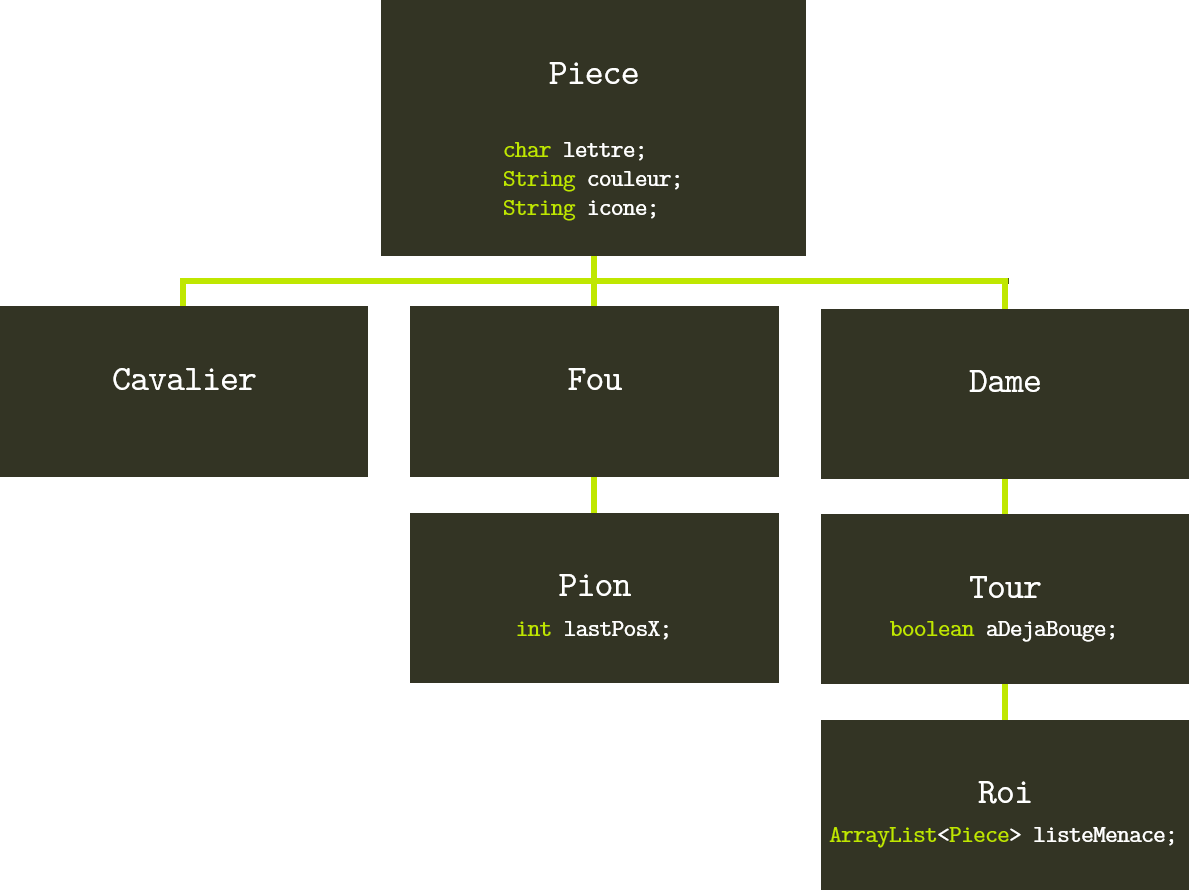 Piece
char lettre;
String couleur;
String icone;
Cavalier
Fou
Dame
Pion
int lastPosX;
Tour
boolean aDejaBouge;
Roi
ArrayList<Piece> listeMenace;